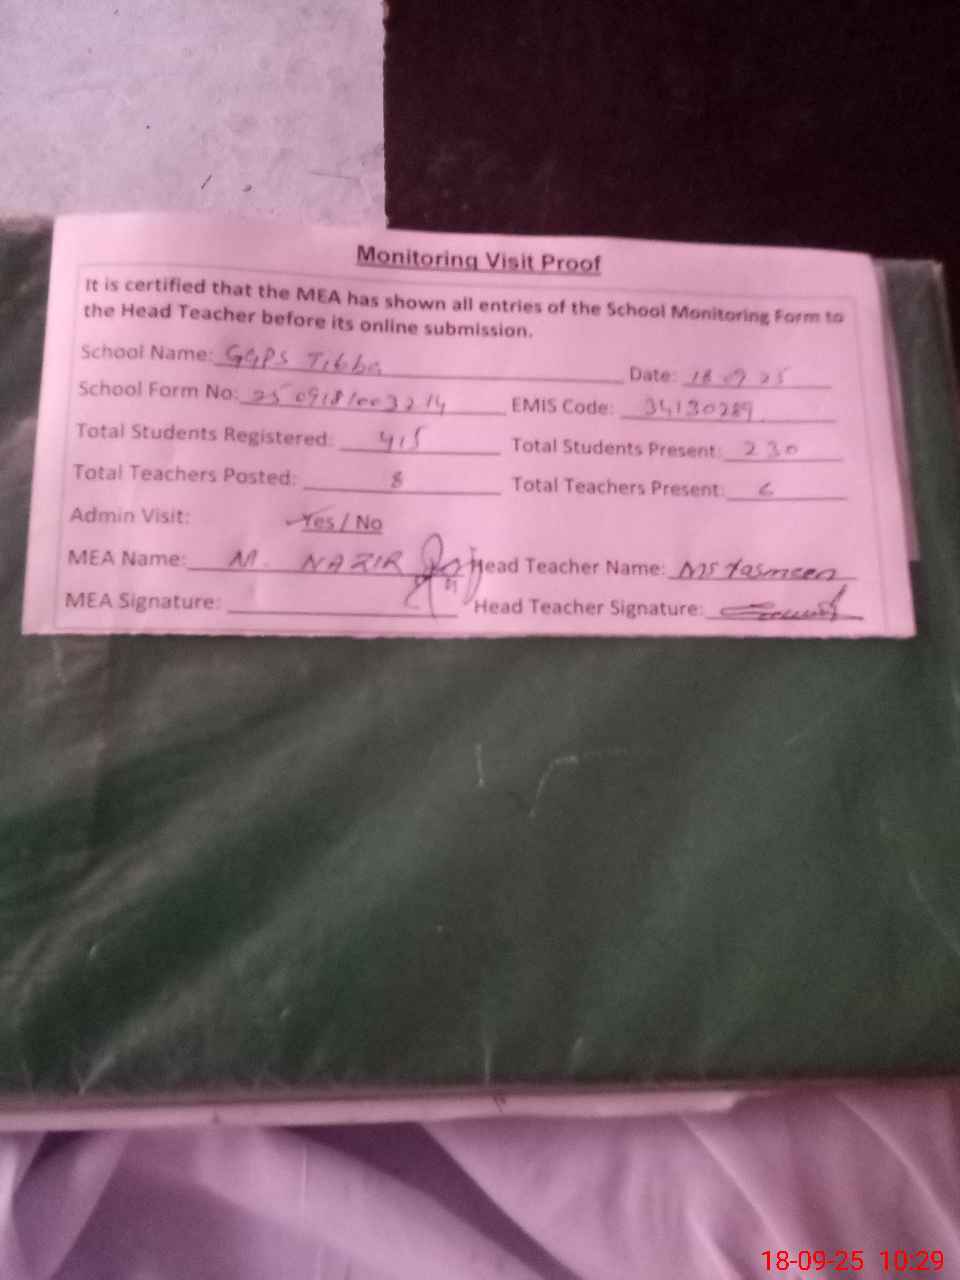 Monitoring Visit Proof
It is certified that the MEA has shown all entries of the School Monitoring Form to
the Head Teacher before its online submission.
School Name: GGPS Tibba Date: 18 09 25
School Form No: 25 0918/003214 EMIS Code: 34130289
Total Students Registered: 415 Total Students Present: 230
Total Teachers Posted: 8 Total Teachers Present: 6
Admin Visit: Yes / No
MEA Name: M. NAZIR Head Teacher Name: Ms Yasmeen
MEA Signature: Head Teacher Signature:
18-09-25 10:29